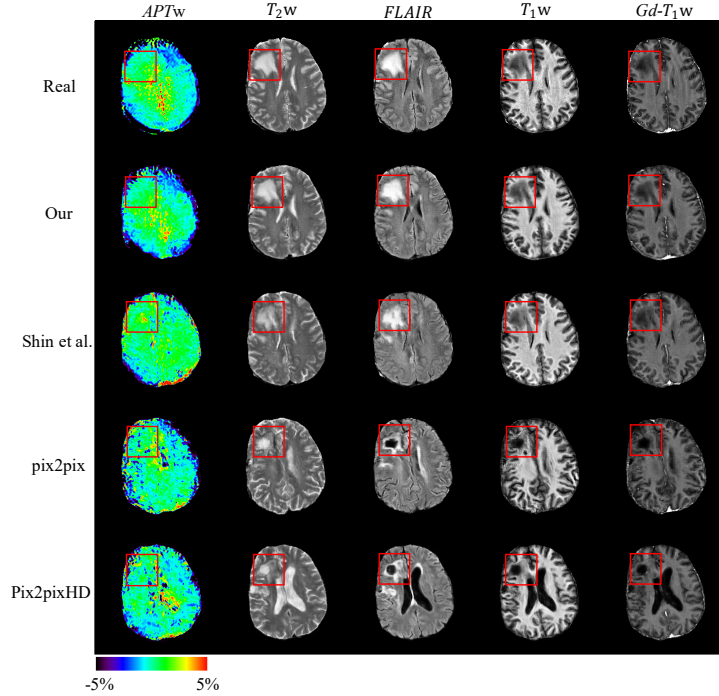 APTw T₂w FLAIR T₁w Gd-T₁w
Real
Our
Shin et al.
pix2pix
Pix2pixHD
-5% 5%